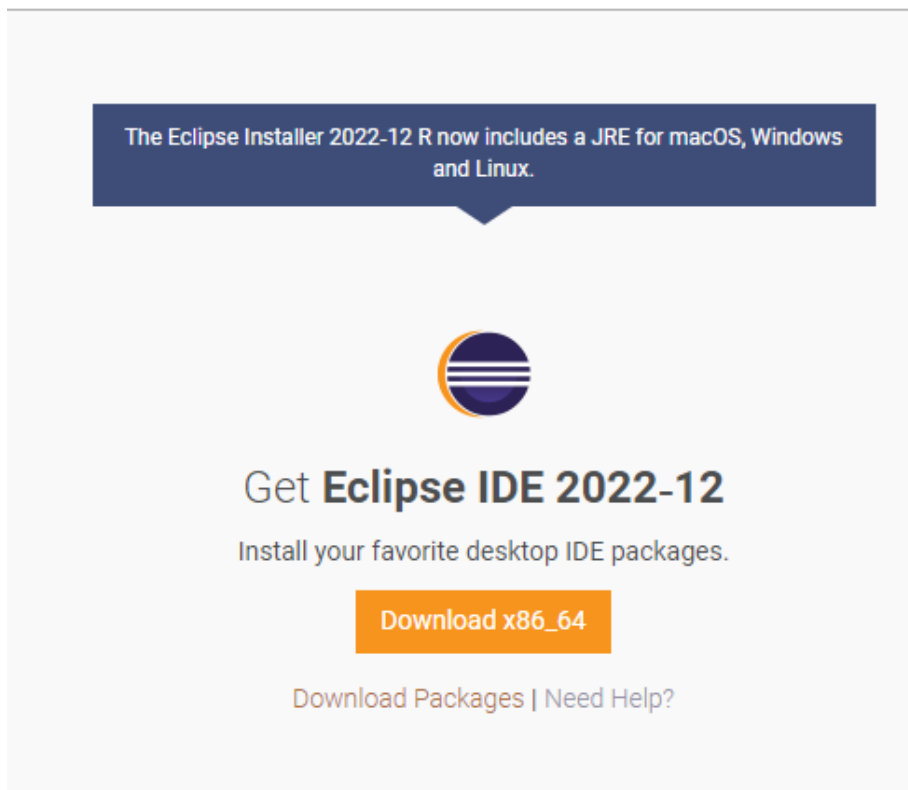 The Eclipse Installer 2022-12 R now includes a JRE for macOS, Windows
and Linux.
Get Eclipse IDE 2022-12
Install your favorite desktop IDE packages.
Download x86_64
Download Packages | Need Help?